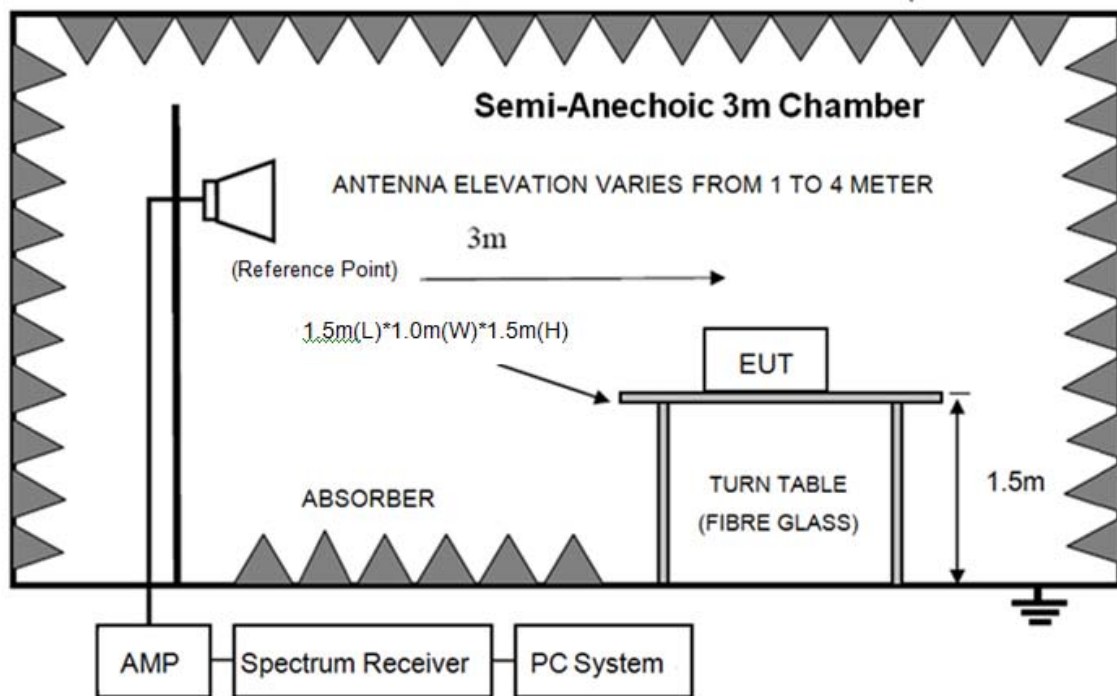 Semi-Anechoic 3m Chamber
ANTENNA ELEVATION VARIES FROM 1 TO 4 METER
3m
(Reference Point)
1.5m(L)*1.0m(W)*1.5m(H)
EUT
ABSORBER
TURN TABLE
(FIBRE GLASS)
1.5m
AMP
Spectrum Receiver
PC System